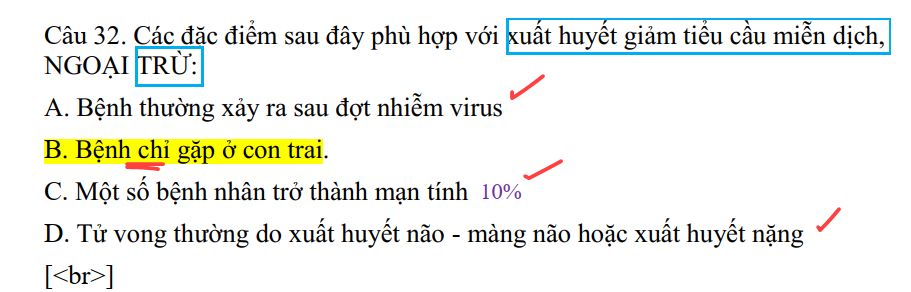 Câu 32. Các đặc điểm sau đây phù hợp với xuất huyết giảm tiểu cầu miễn dịch,
NGOẠI TRỪ:
A. Bệnh thường xảy ra sau đợt nhiễm virus
B. Bệnh chỉ gặp ở con trai.
C. Một số bệnh nhân trở thành mạn tính 10%
D. Tử vong thường do xuất huyết não - màng não hoặc xuất huyết nặng
[<br>]